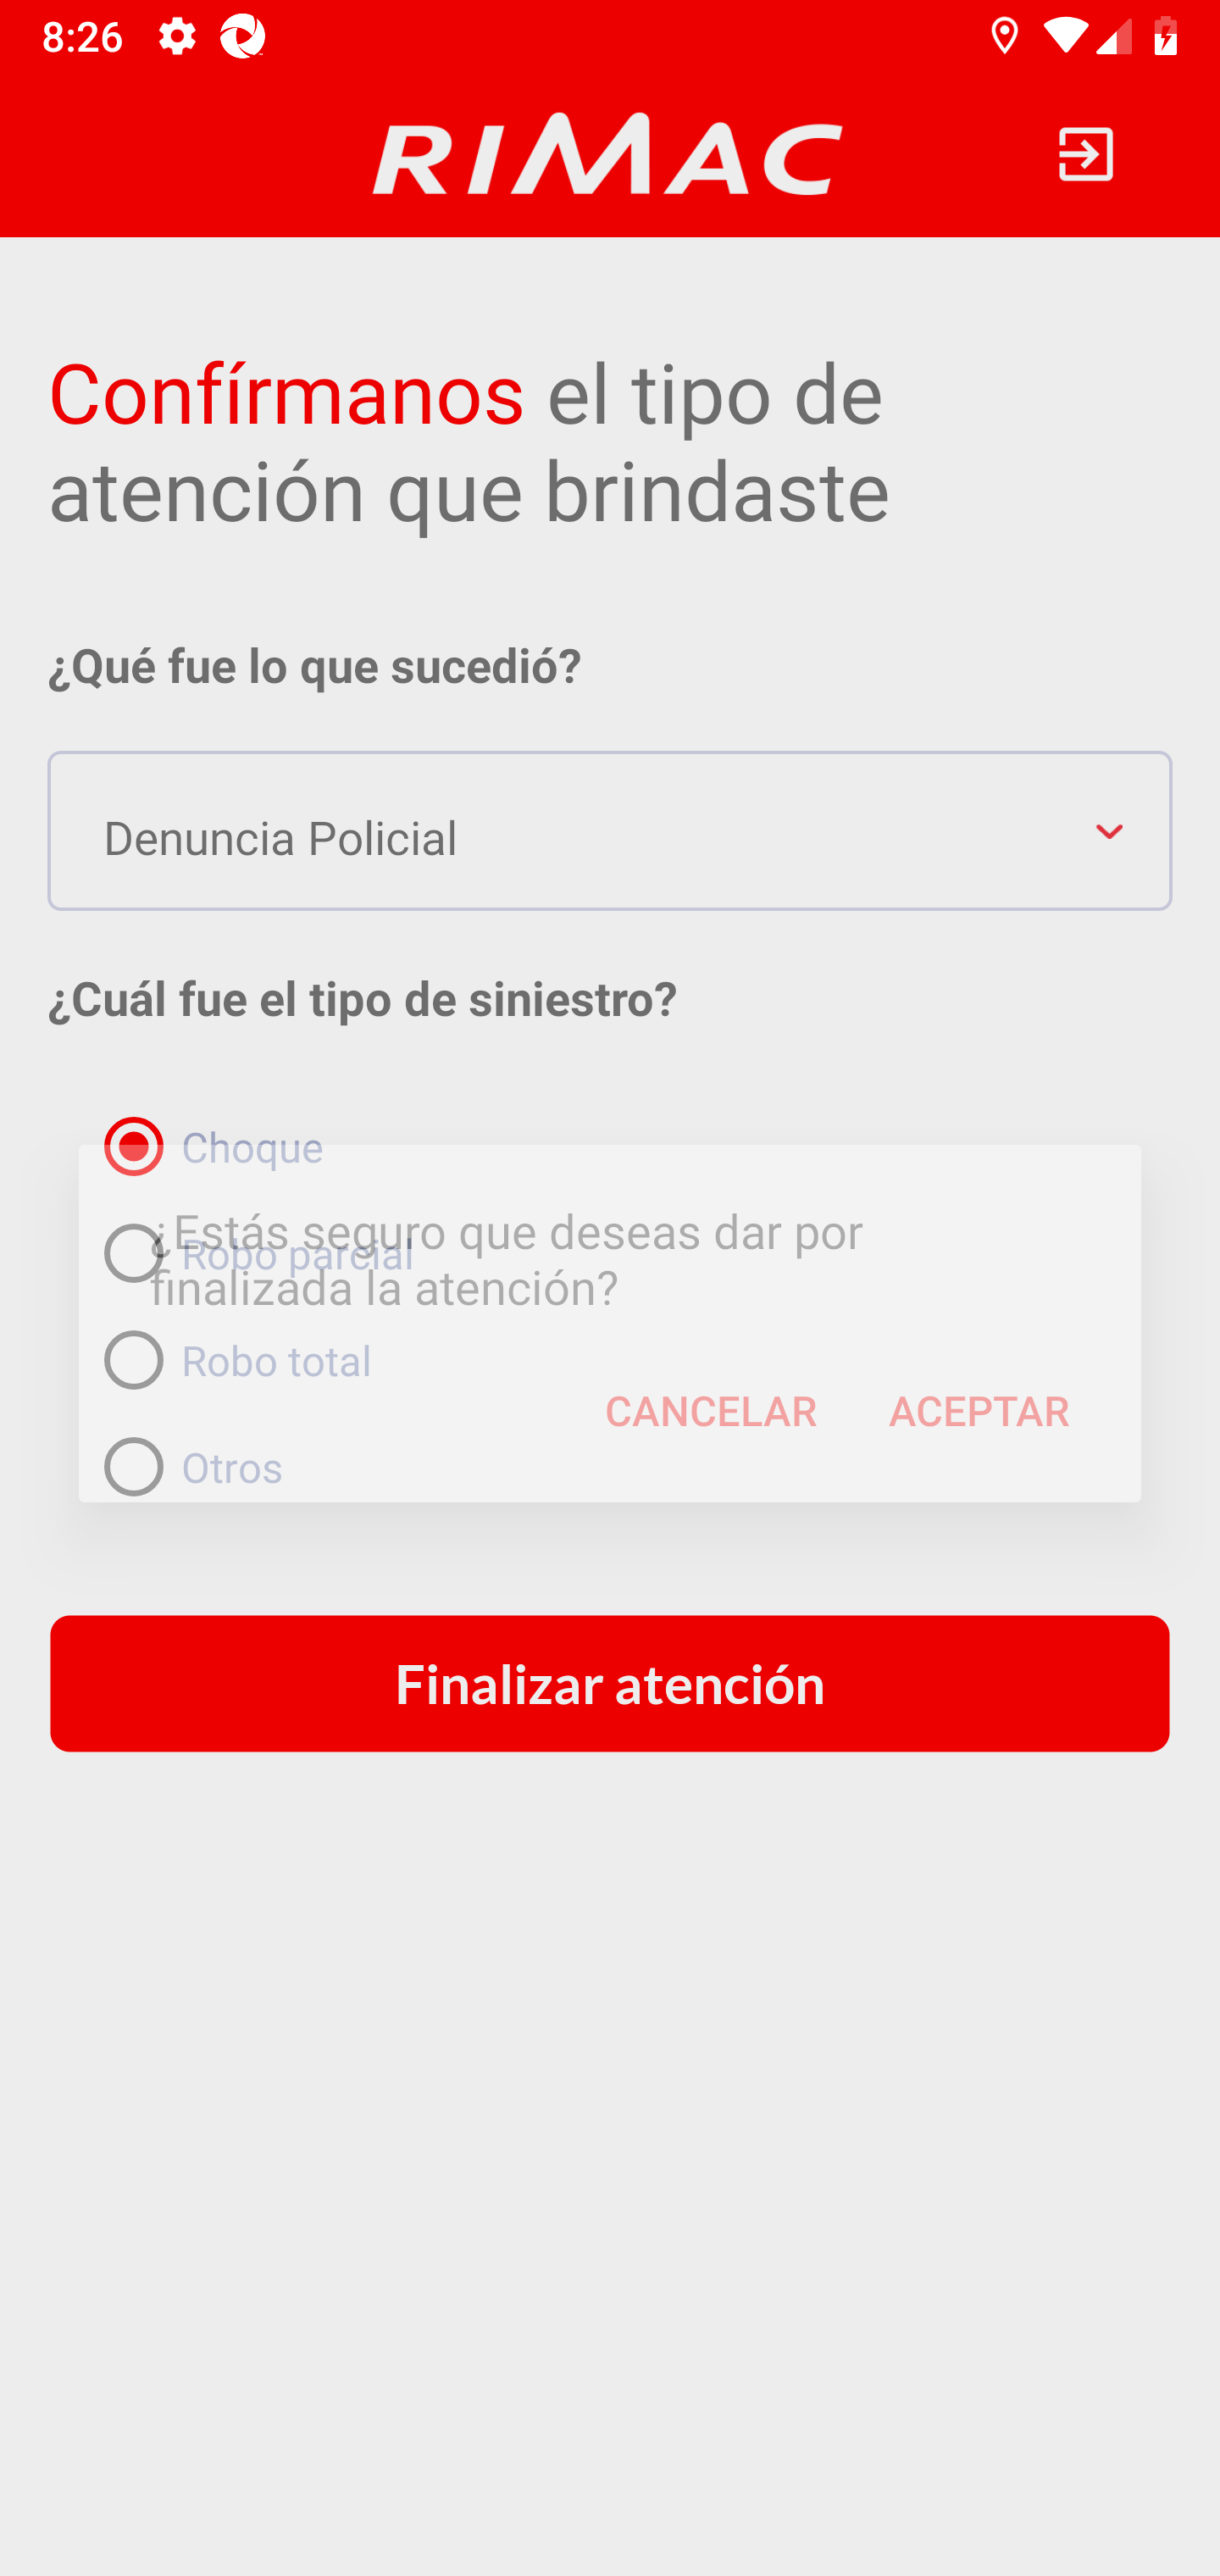 8:26
RIMAC
Confírmanos el tipo de
atención que brindaste
¿Qué fue lo que sucedió?
Denuncia Policial
¿Cuál fue el tipo de siniestro?
Choque
¿Estás seguro que deseas dar por
Robo parcial
finalizada la atención?
Robo total
CANCELAR ACEPTAR
Otros
Finalizar atención